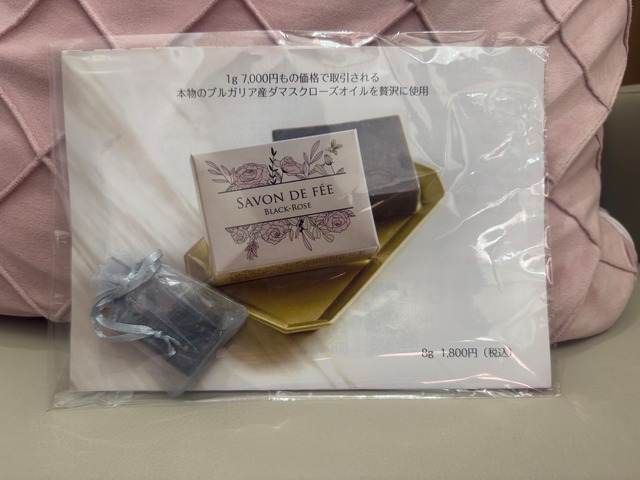 1g 7,000円もの価格で取引される
本物のブルガリア産ダマスクローズオイルを贅沢に使用
SAVON DE FÉE
BLACK-ROSE
8g 1,800円（税込）